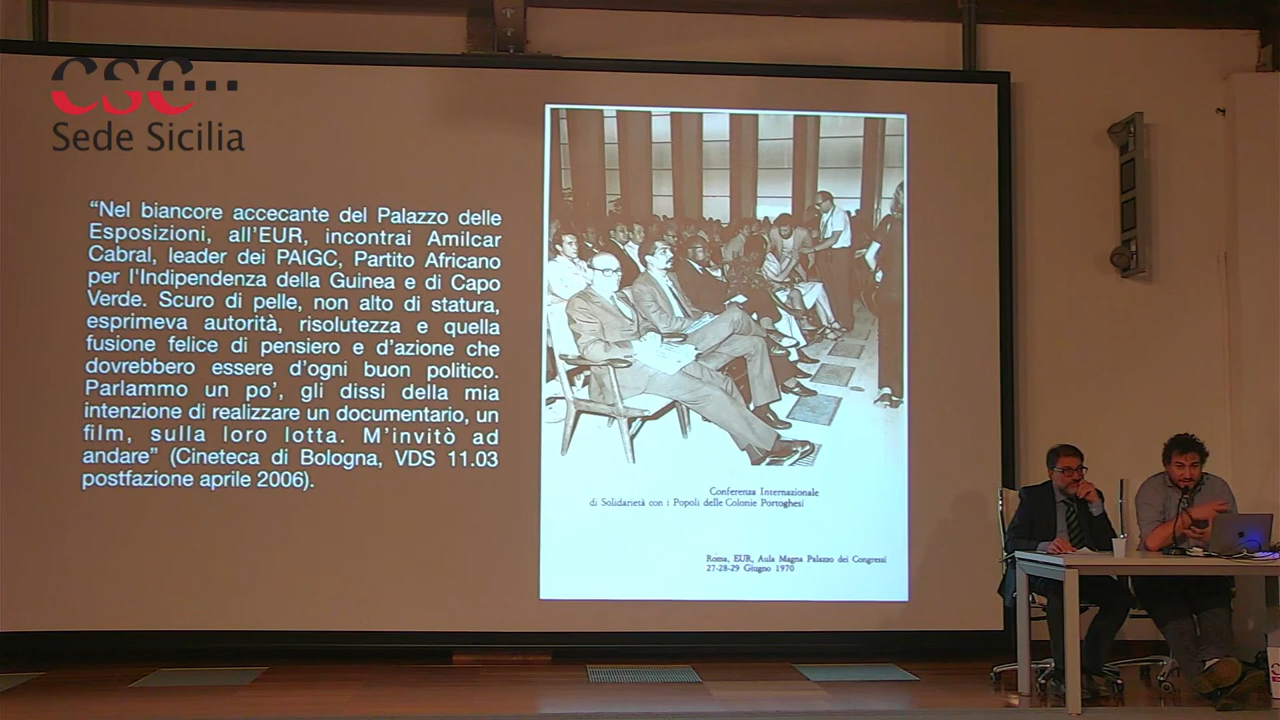 CSC...
Sede Sicilia
“Nel biancore accecante del Palazzo delle
Esposizioni, all’EUR, incontrai Amilcar
Cabral, leader dei PAIGC, Partito Africano
per l'Indipendenza della Guinea e di Capo
Verde. Scuro di pelle, non alto di statura,
esprimeva autorità, risolutezza e quella
fusione felice di pensiero e d’azione che
dovrebbero essere d’ogni buon politico.
Parlammo un po’, gli dissi della mia
intenzione di realizzare un documentario, un
film, sulla loro lotta. M’invitò ad
andare” (Cineteca di Bologna, VDS 11.03
postfazione aprile 2006).
Conferenza Internazionale
di Solidarietà con i Popoli delle Colonie Portoghesi
Roma, EUR, Aula Magna Palazzo dei Congressi
27-28-29 Giugno 1970